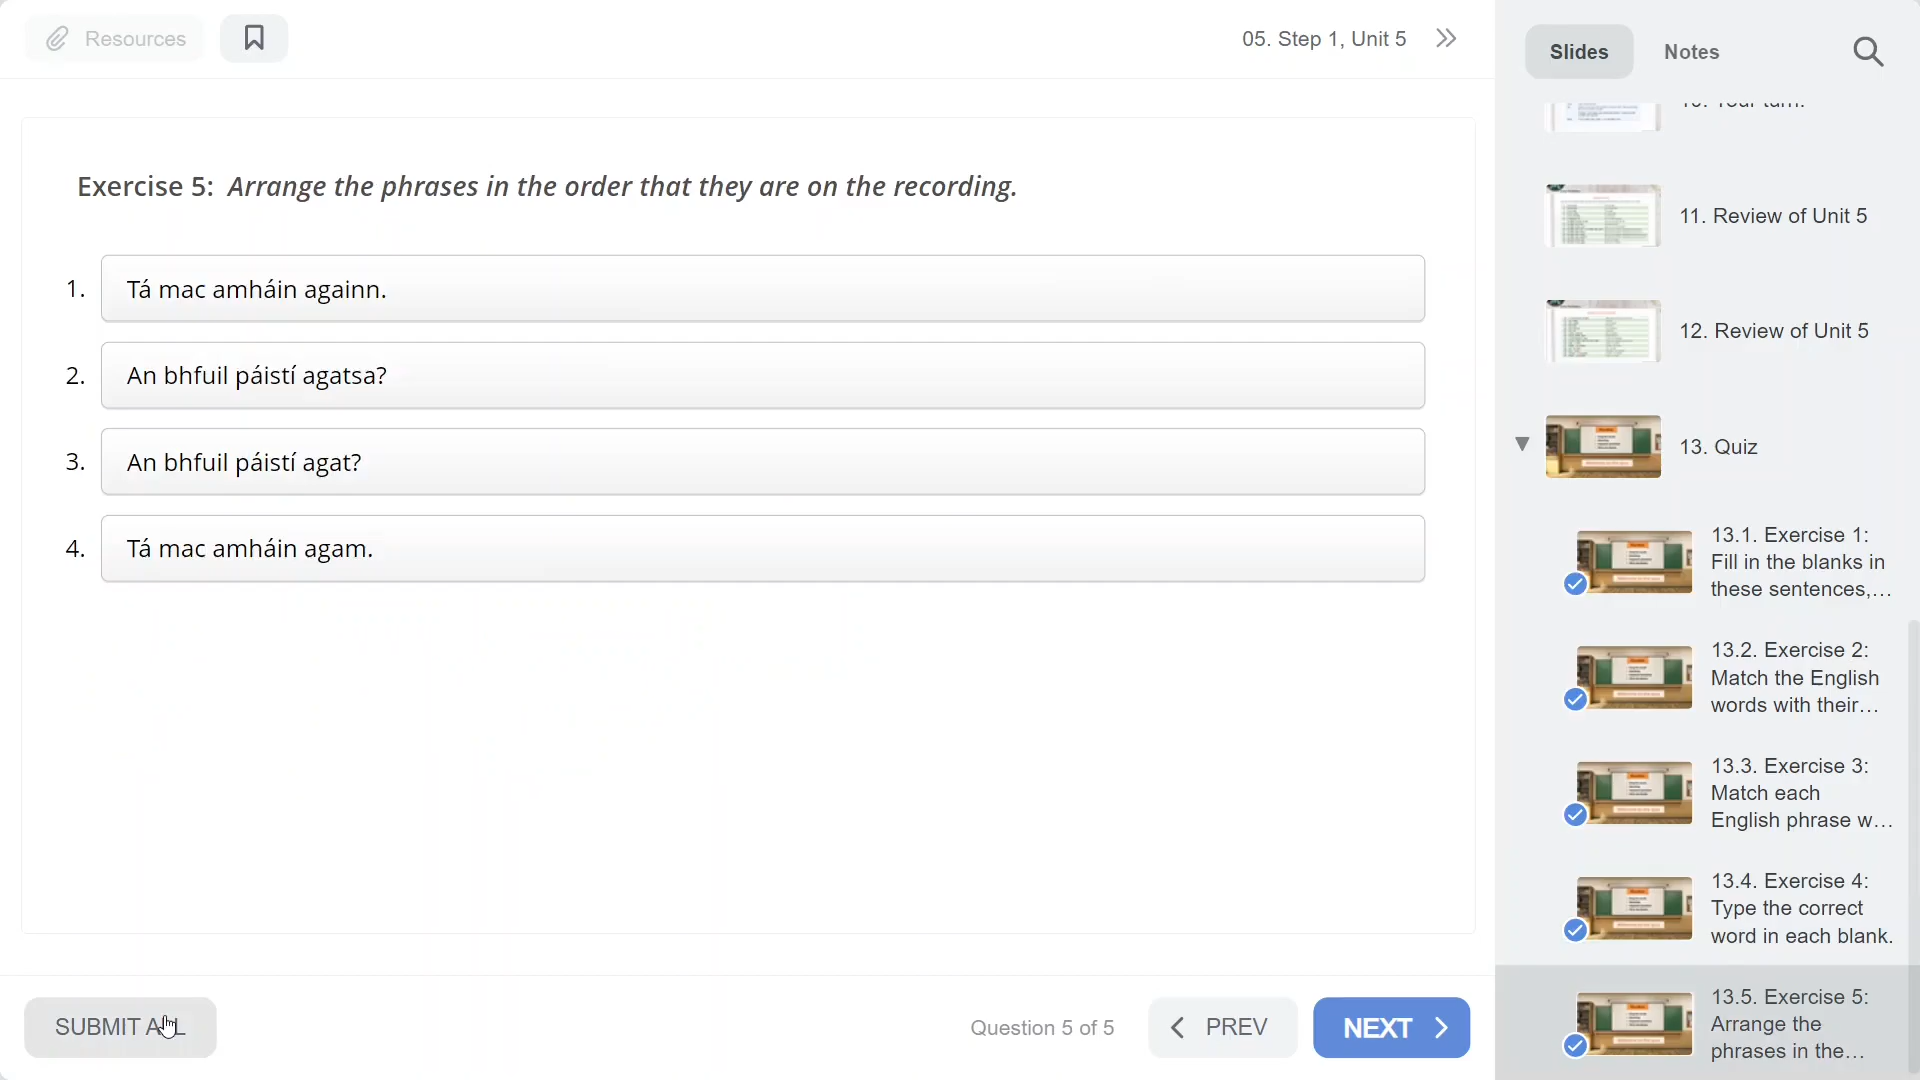 Resources
05. Step 1, Unit 5
Exercise 5: Arrange the phrases in the order that they are on the recording.
1. Tá mac amháin againn.
2. An bhfuil páistí agatsa?
3. An bhfuil páistí agat?
4. Tá mac amháin agam.
SUBMIT ALL
Question 5 of 5
PREV
NEXT
Slides
Notes
11. Review of Unit 5
12. Review of Unit 5
13. Quiz
13.1. Exercise 1:
Fill in the blanks in
these sentences,...
13.2. Exercise 2:
Match the English
words with their...
13.3. Exercise 3:
Match each
English phrase w...
13.4. Exercise 4:
Type the correct
word in each blank.
13.5. Exercise 5:
Arrange the
phrases in the...